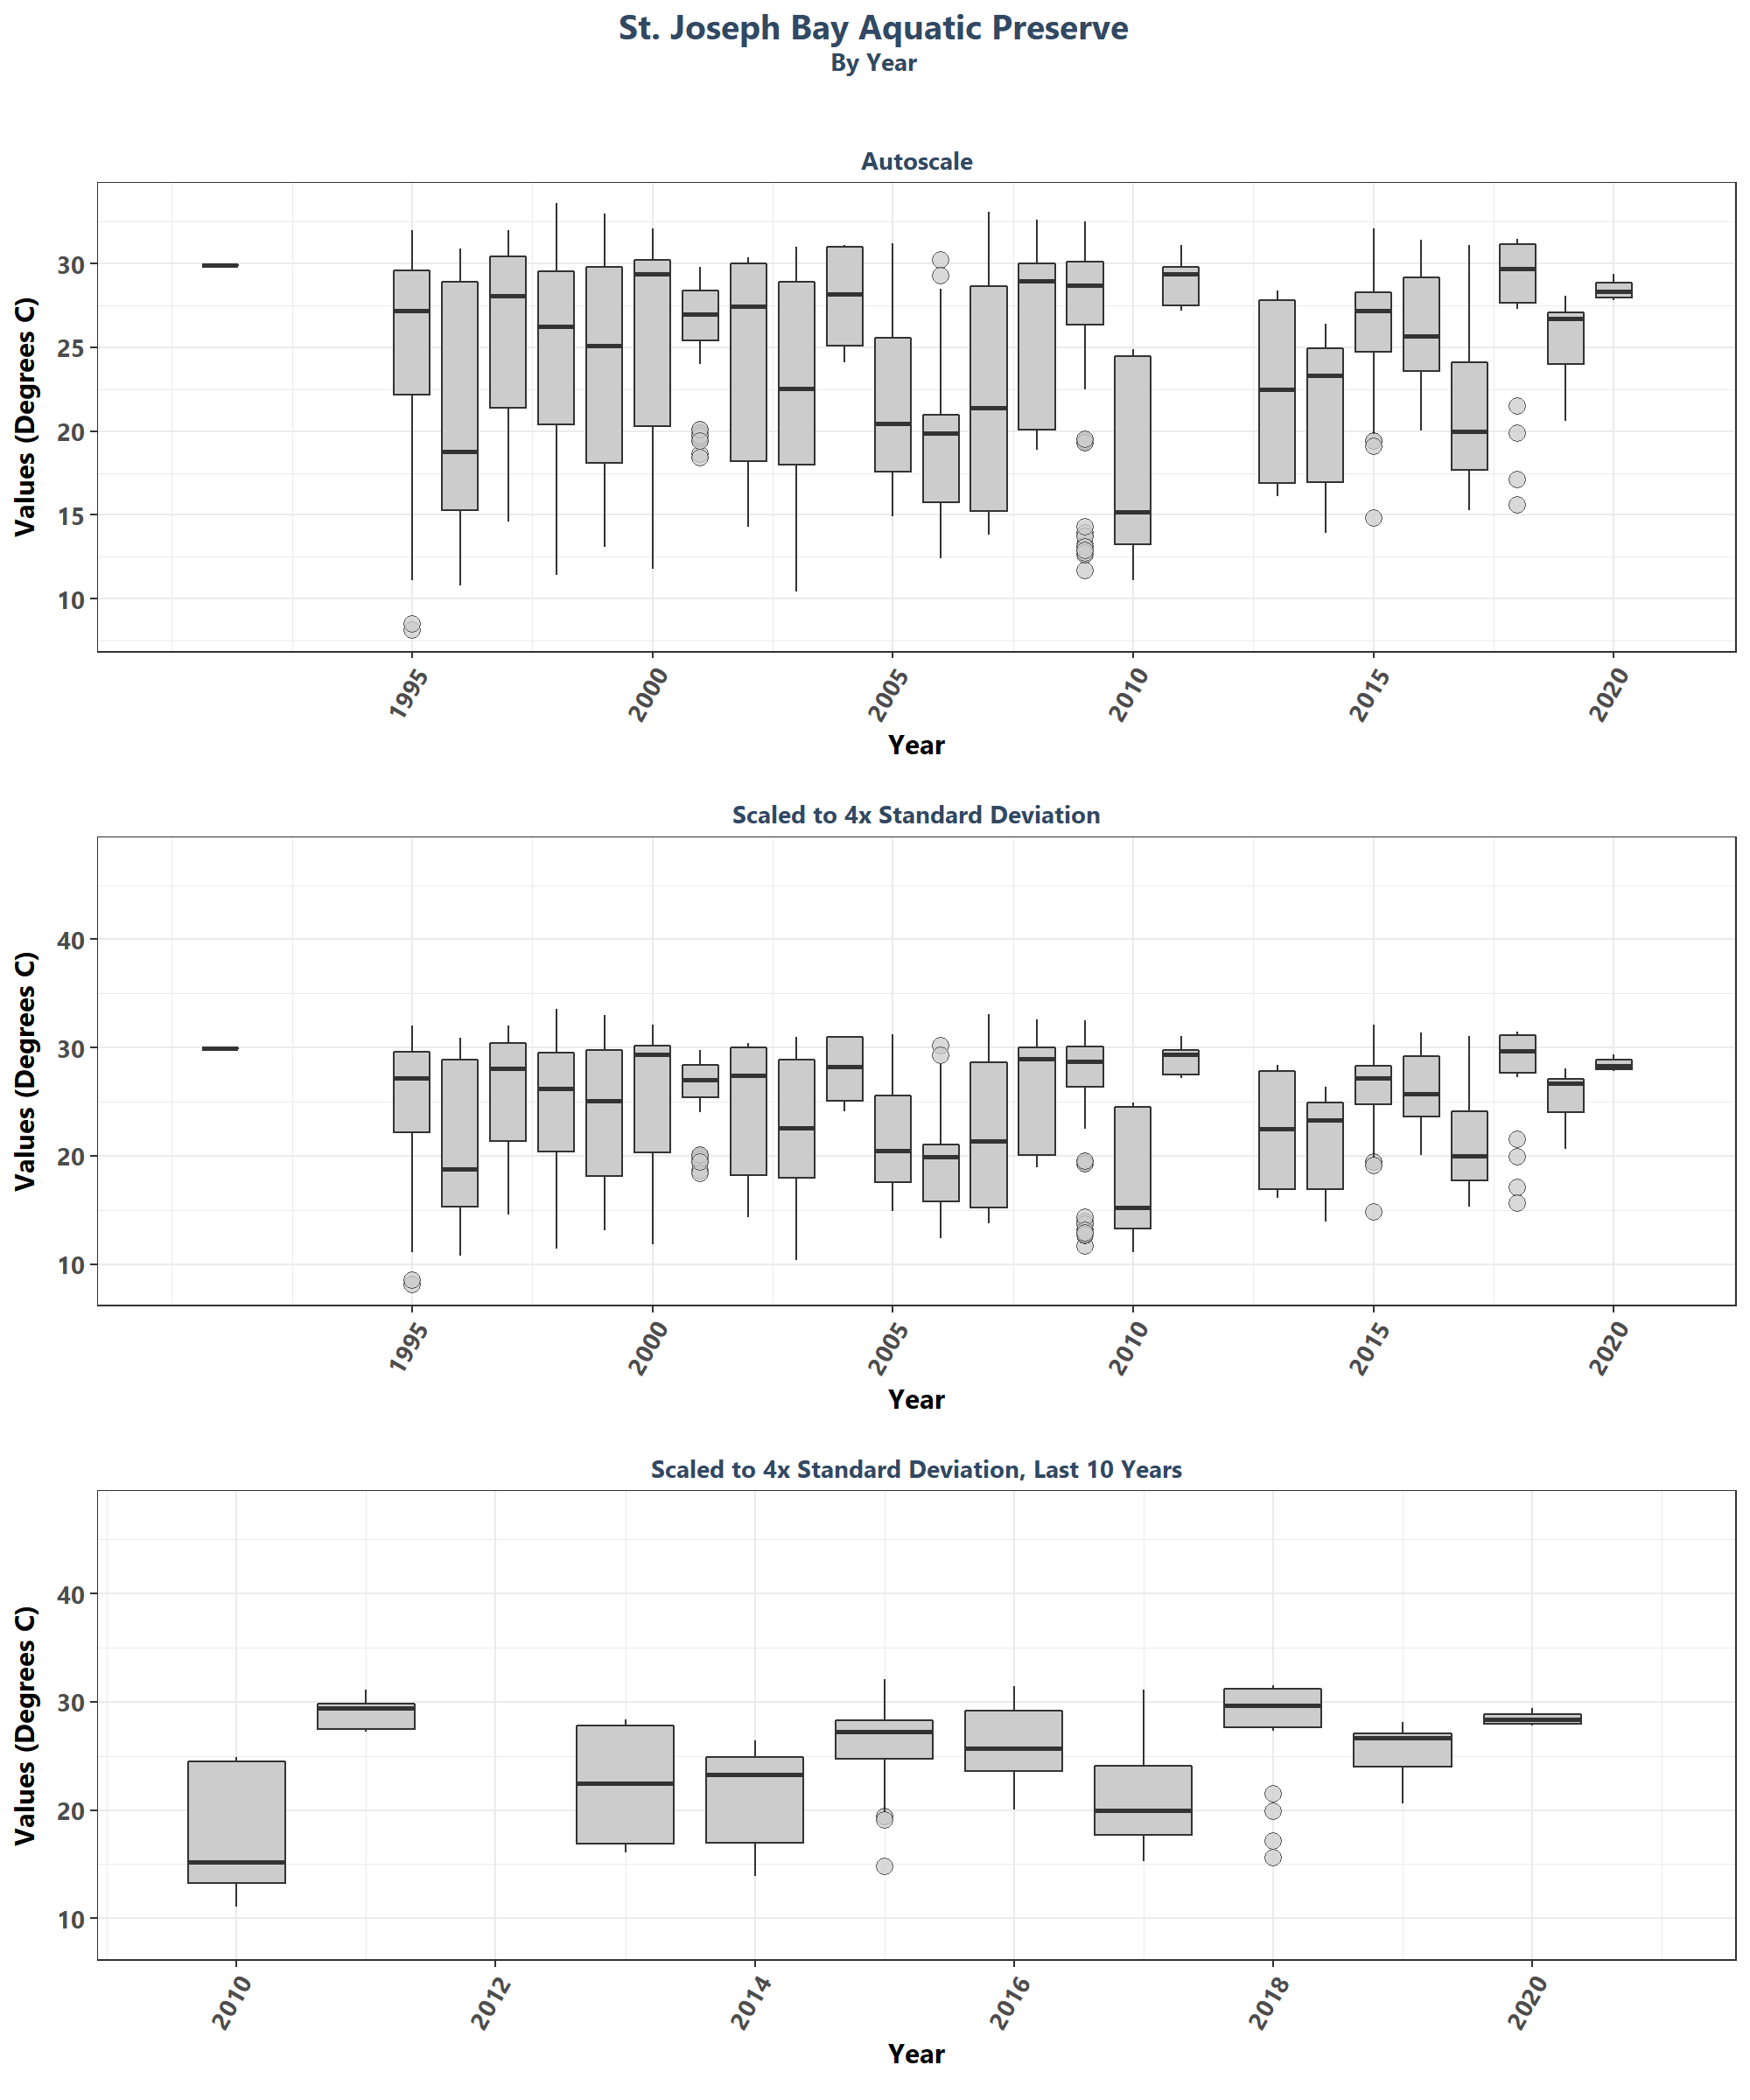 St. Joseph Bay Aquatic Preserve
By Year
Autoscale
Values (Degrees C)
30
25
20
15
10
1995
2000
2005
2010
2015
2020
Year
Scaled to 4x Standard Deviation
Values (Degrees C)
40
30
20
10
1995
2000
2005
2010
2015
2020
Year
Scaled to 4x Standard Deviation, Last 10 Years
Values (Degrees C)
40
30
20
10
2010
2012
2014
2016
2018
2020
Year